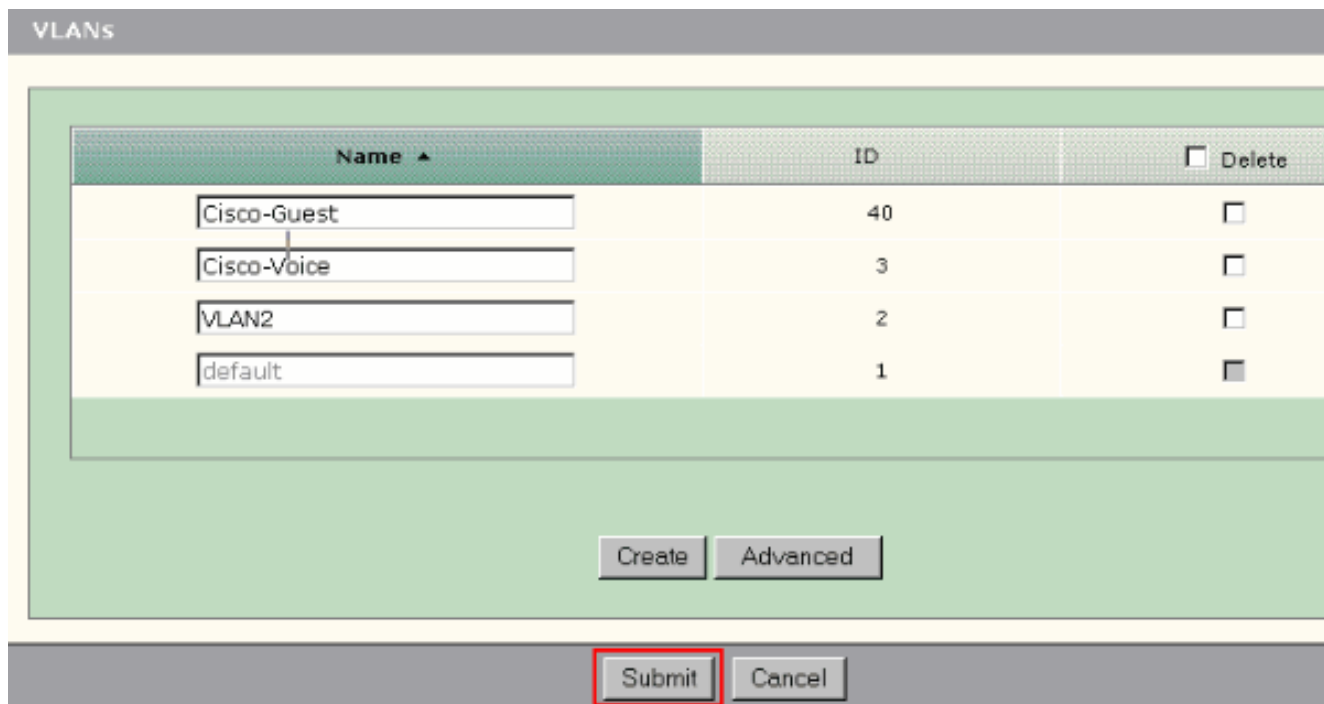 VLANs
Name ▲ ID Delete
Cisco-Guest 40
Cisco-Voice 3
VLAN2 2
default 1
Create Advanced
Submit Cancel